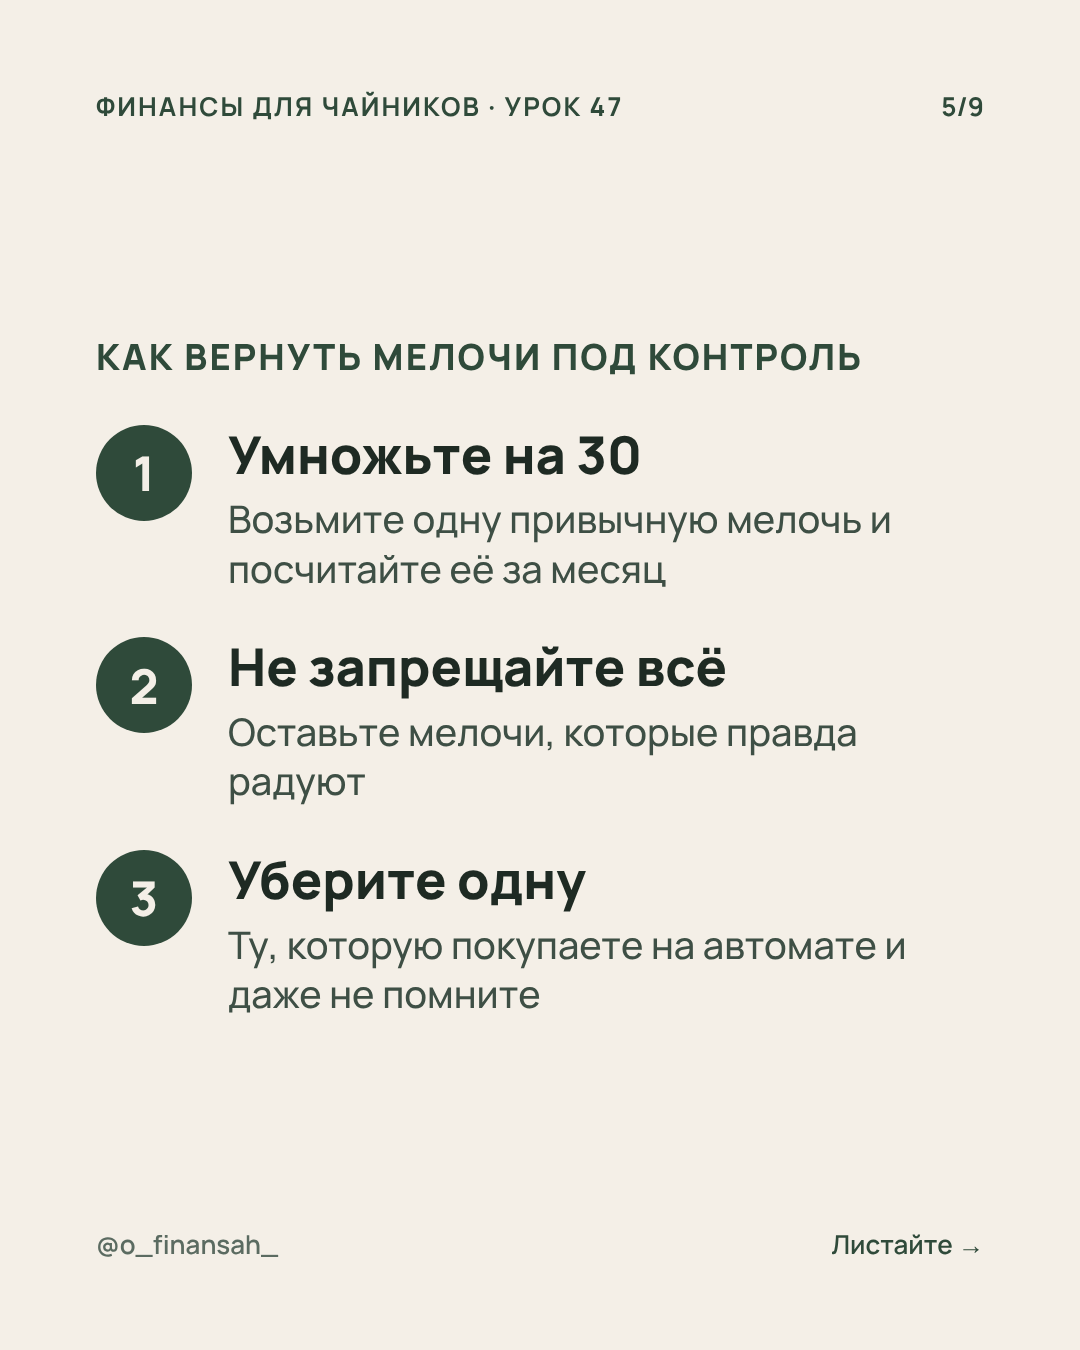 ФИНАНСЫ ДЛЯ ЧАЙНИКОВ · УРОК 47
5/9
КАК ВЕРНУТЬ МЕЛОЧИ ПОД КОНТРОЛЬ
1
Умножьте на 30
Возьмите одну привычную мелочь и
посчитайте её за месяц
2
Не запрещайте всё
Оставьте мелочи, которые правда
радуют
3
Уберите одну
Ту, которую покупаете на автомате и
даже не помните
@o_finansah_
Листайте →